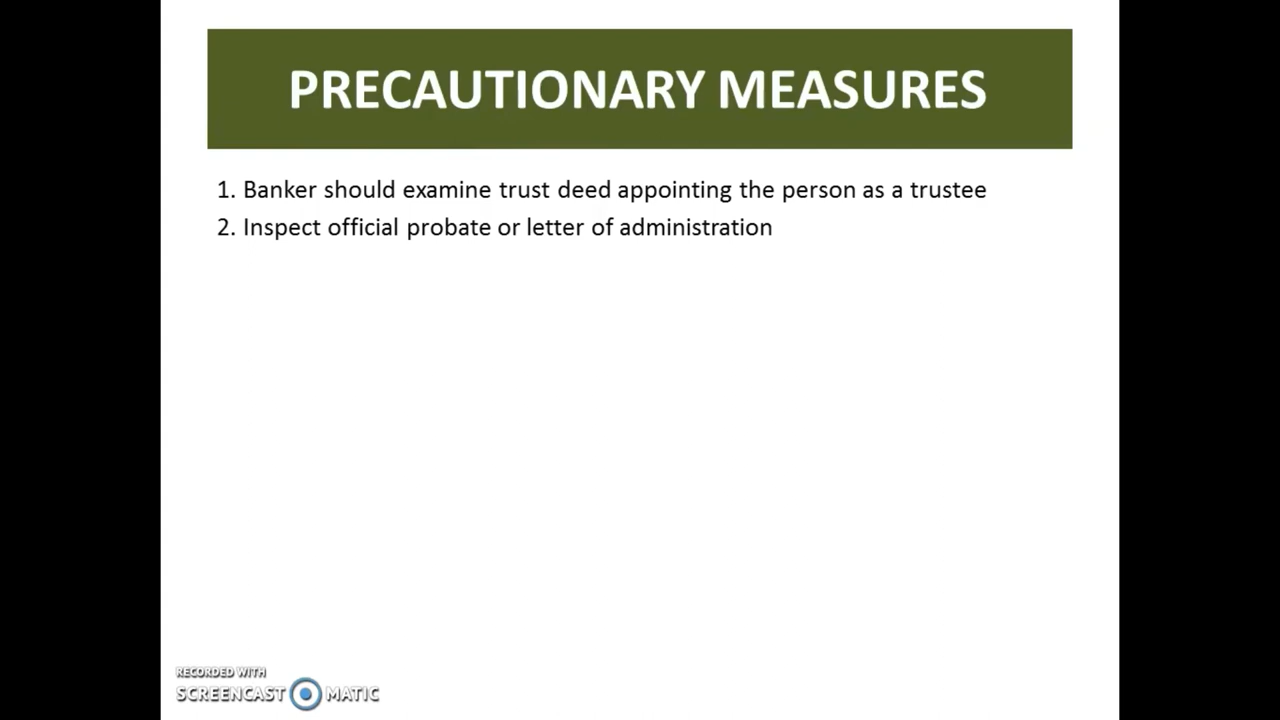 PRECAUTIONARY MEASURES
1. Banker should examine trust deed appointing the person as a trustee
2. Inspect official probate or letter of administration
RECORDED WITH
SCREENCAST MATIC